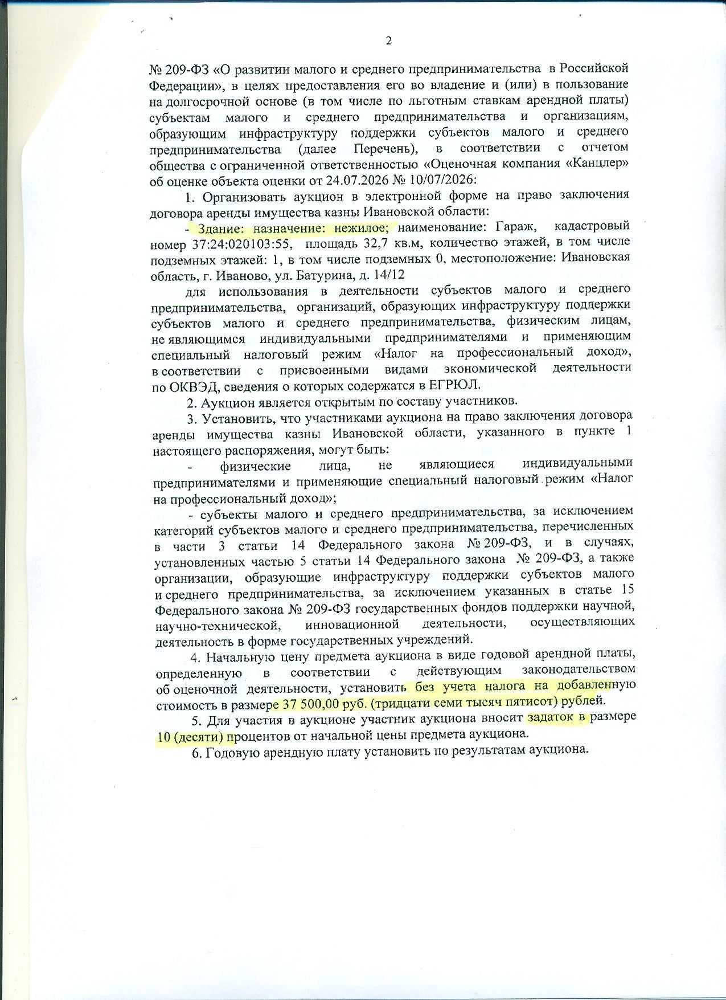 2
№ 209-ФЗ «О развитии малого и среднего предпринимательства в Российской
Федерации», в целях предоставления его во владение и (или) в пользование
на долгосрочной основе (в том числе по льготным ставкам арендной платы)
субъектам малого и среднего предпринимательства и организациям,
образующим инфраструктуру поддержки субъектов малого и среднего
предпринимательства (далее Перечень), в соответствии с отчетом
общества с ограниченной ответственностью «Оценочная компания «Канцлер»
об оценке объекта оценки от 24.07.2026 № 10/07/2026:
1. Организовать аукцион в электронной форме на право заключения
договора аренды имущества казны Ивановской области:
- Здание: назначение: нежилое; наименование: Гараж, кадастровый
номер 37:24:020103:55, площадь 32,7 кв.м, количество этажей, в том числе
подземных этажей: 1, в том числе подземных 0, местоположение: Ивановская
область, г. Иваново, ул. Батурина, д. 14/12
для использования в деятельности субъектов малого и среднего
предпринимательства, организаций, образующих инфраструктуру поддержки
субъектов малого и среднего предпринимательства, физическим лицам,
не являющимся индивидуальными предпринимателями и применяющим
специальный налоговый режим «Налог на профессиональный доход»,
в соответствии с присвоенными видами экономической деятельности
по ОКВЭД, сведения о которых содержатся в ЕГРЮЛ.
2. Аукцион является открытым по составу участников.
3. Установить, что участниками аукциона на право заключения договора
аренды имущества казны Ивановской области, указанного в пункте 1
настоящего распоряжения, могут быть:
- физические лица, не являющиеся индивидуальными
предпринимателями и применяющие специальный налоговый режим «Налог
на профессиональный доход»;
- субъекты малого и среднего предпринимательства, за исключением
категорий субъектов малого и среднего предпринимательства, перечисленных
в части 3 статьи 14 Федерального закона № 209-ФЗ, и в случаях,
установленных частью 5 статьи 14 Федерального закона № 209-ФЗ, а также
организации, образующие инфраструктуру поддержки субъектов малого
и среднего предпринимательства, за исключением указанных в статье 15
Федерального закона № 209-ФЗ государственных фондов поддержки научной,
научно-технической, инновационной деятельности, осуществляющих
деятельность в форме государственных учреждений.
4. Начальную цену предмета аукциона в виде годовой арендной платы,
определенную в соответствии с действующим законодательством
об оценочной деятельности, установить без учета налога на добавленную
стоимость в размере 37 500,00 руб. (тридцати семи тысяч пятисот) рублей.
5. Для участия в аукционе участник аукциона вносит задаток в размере
10 (десяти) процентов от начальной цены предмета аукциона.
6. Годовую арендную плату установить по результатам аукциона.